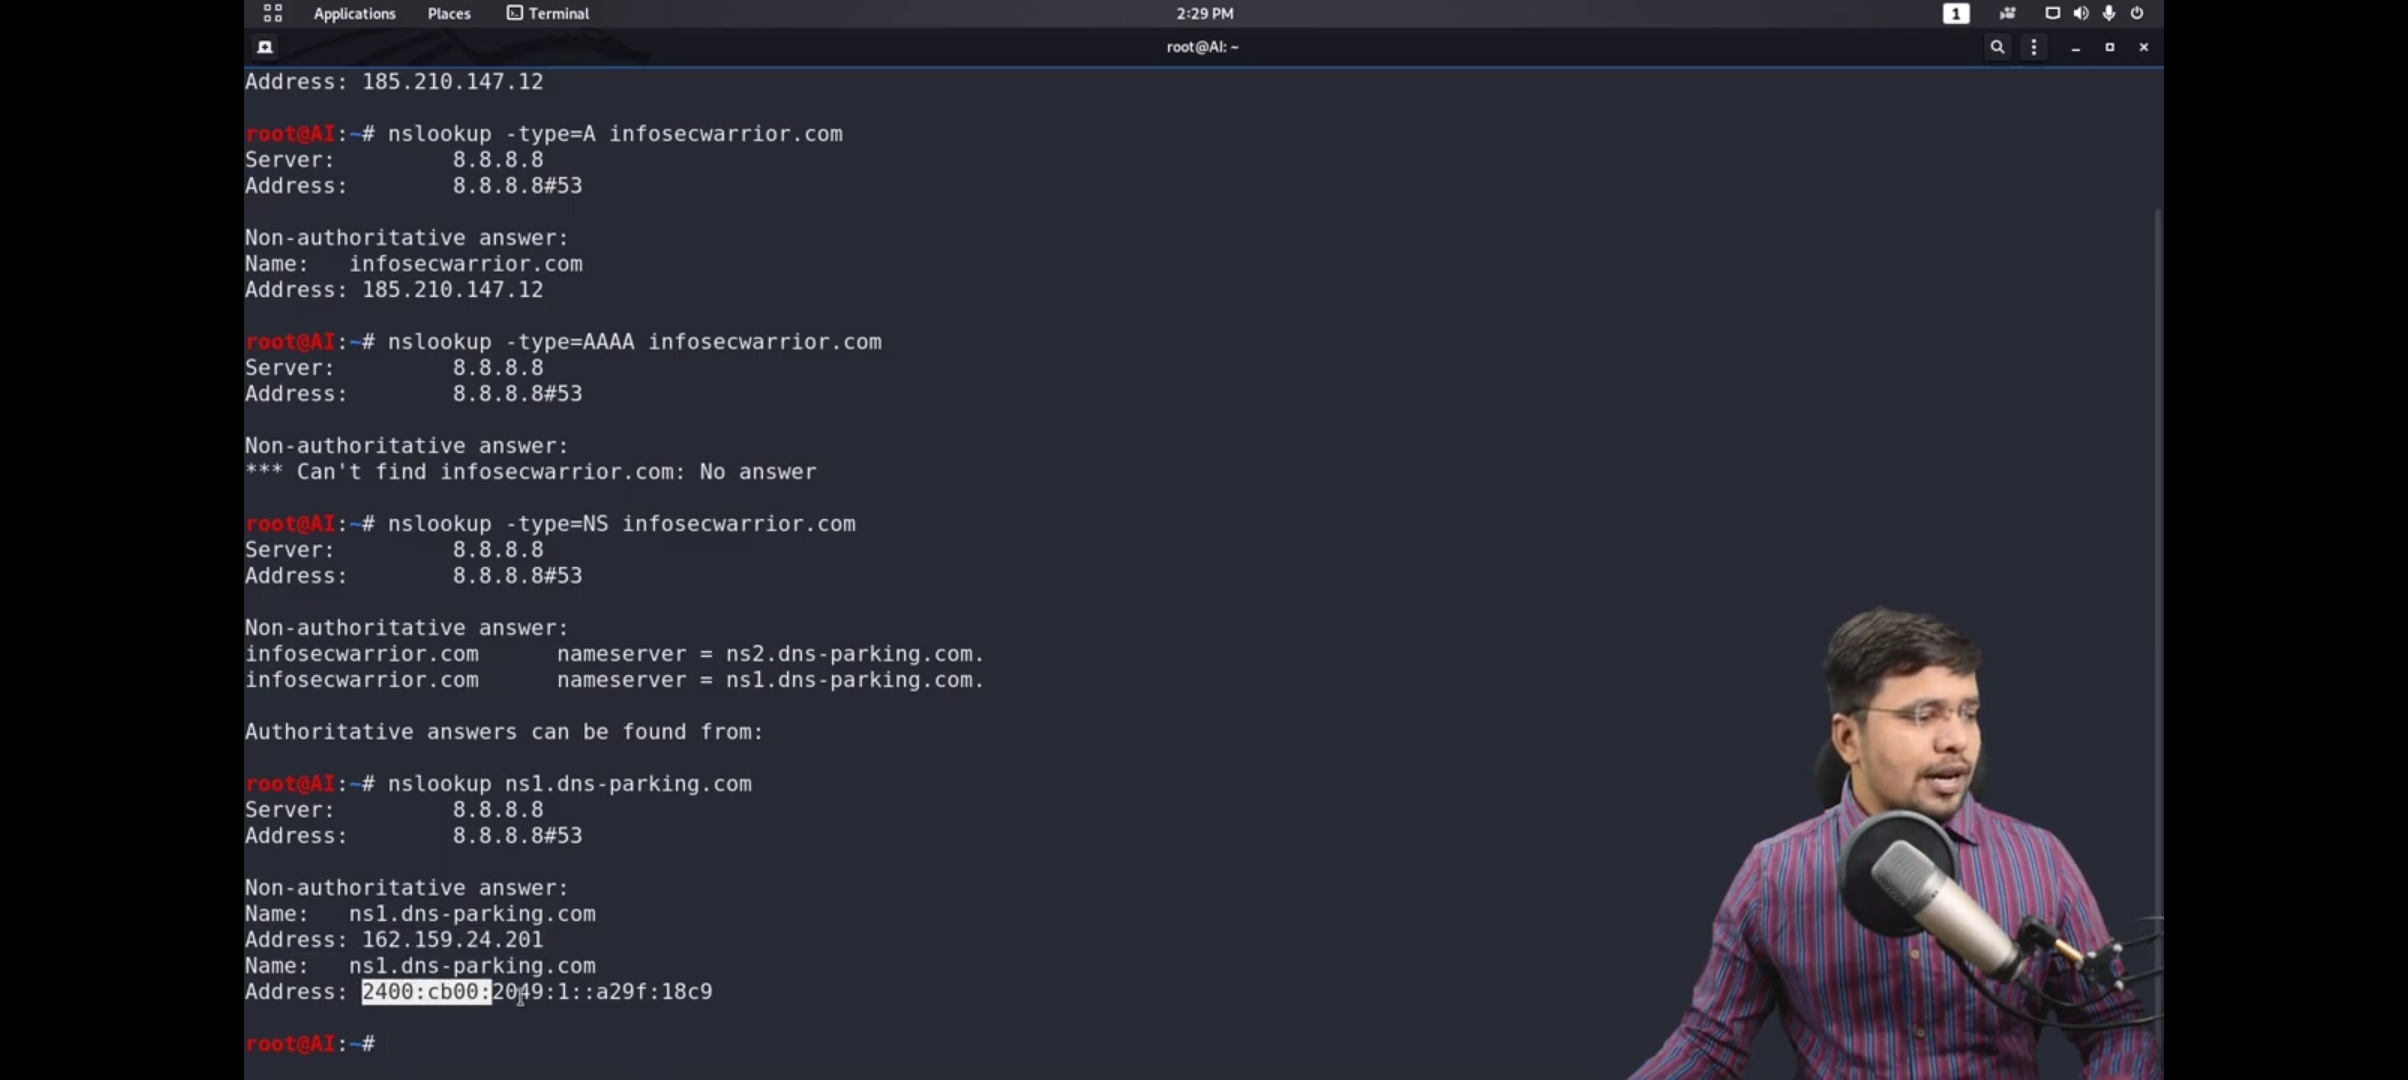 Applications Places Terminal 2:29 PM 1
root@AI: ~
Address: 185.210.147.12
root@AI:~# nslookup -type=A infosecwarrior.com
Server: 8.8.8.8
Address: 8.8.8.8#53
Non-authoritative answer:
Name: infosecwarrior.com
Address: 185.210.147.12
root@AI:~# nslookup -type=AAAA infosecwarrior.com
Server: 8.8.8.8
Address: 8.8.8.8#53
Non-authoritative answer:
*** Can't find infosecwarrior.com: No answer
root@AI:~# nslookup -type=NS infosecwarrior.com
Server: 8.8.8.8
Address: 8.8.8.8#53
Non-authoritative answer:
infosecwarrior.com nameserver = ns2.dns-parking.com.
infosecwarrior.com nameserver = ns1.dns-parking.com.
Authoritative answers can be found from:
root@AI:~# nslookup ns1.dns-parking.com
Server: 8.8.8.8
Address: 8.8.8.8#53
Non-authoritative answer:
Name: ns1.dns-parking.com
Address: 162.159.24.201
Name: ns1.dns-parking.com
Address: 2400:cb00:2049:1::a29f:18c9
root@AI:~#